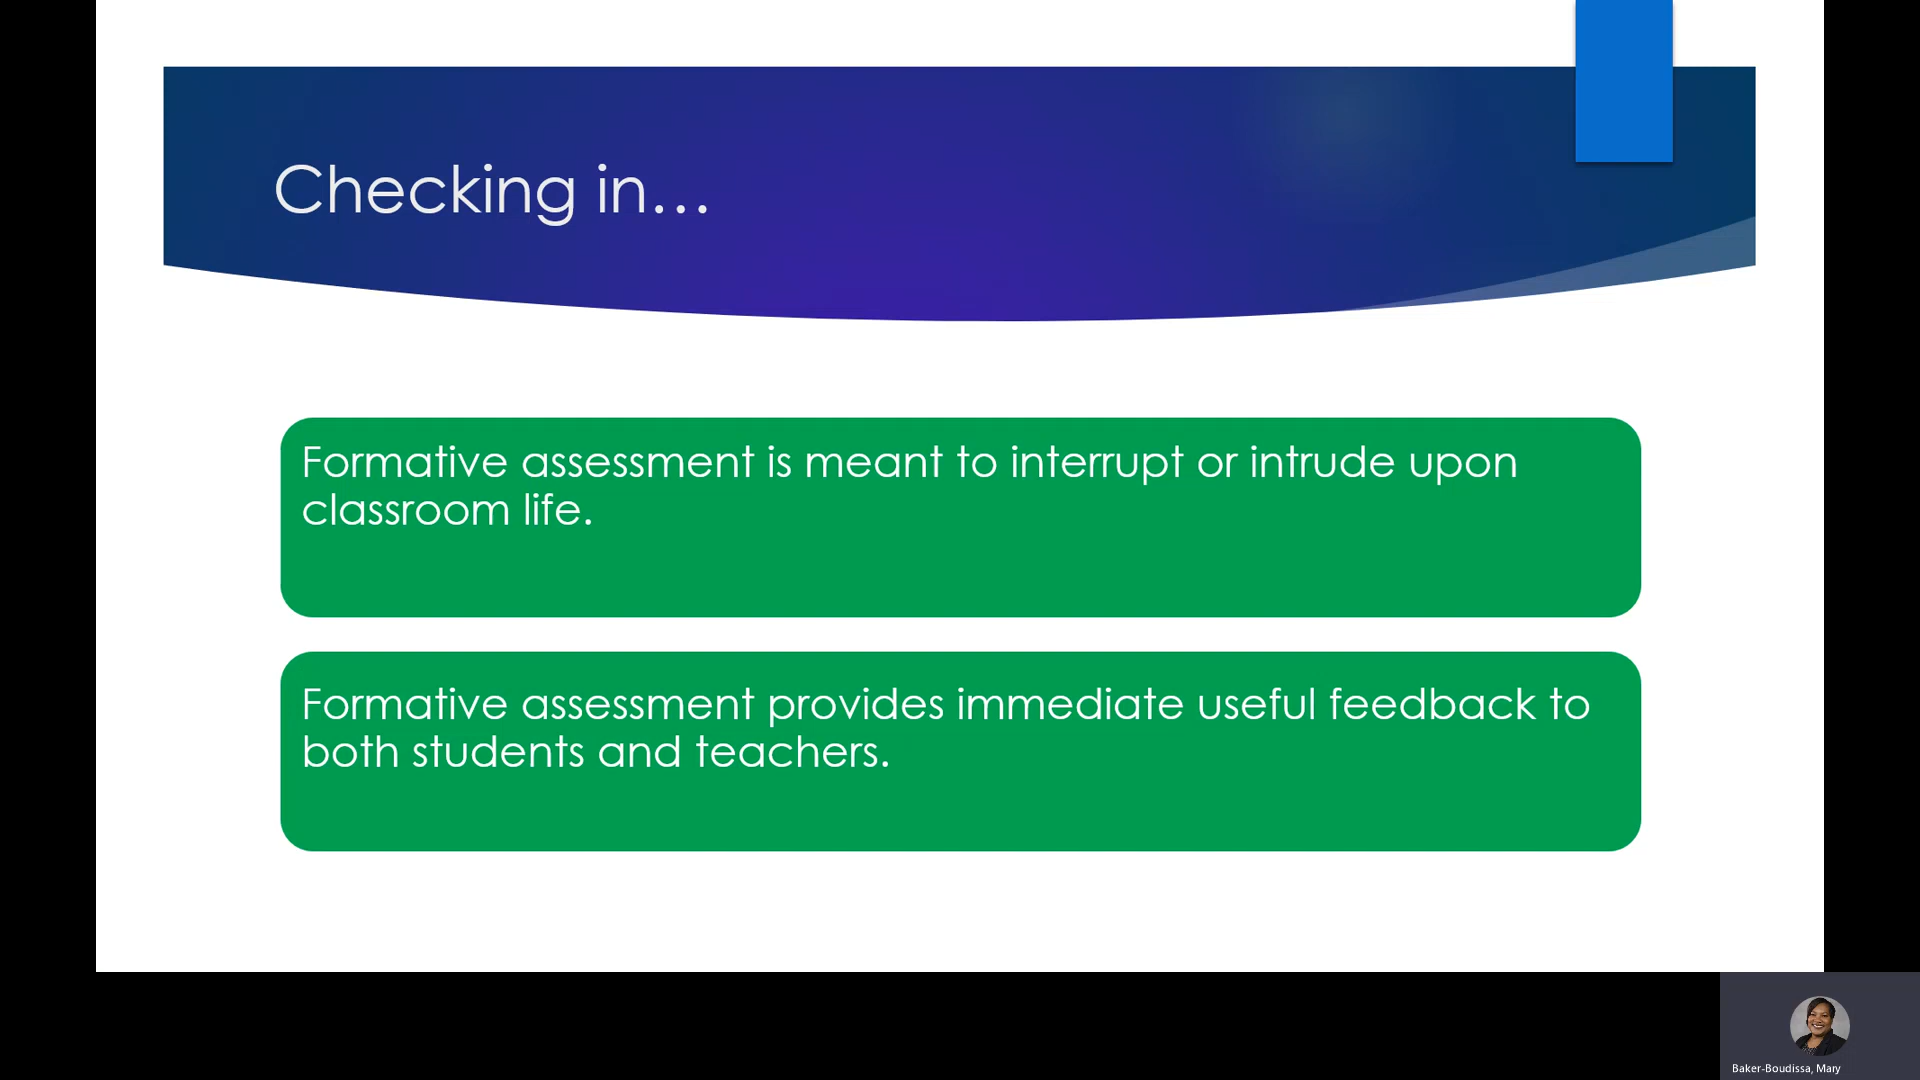 Checking in...
Formative assessment is meant to interrupt or intrude upon
classroom life.
Formative assessment provides immediate useful feedback to
both students and teachers.
Baker-Boudissa, Mary